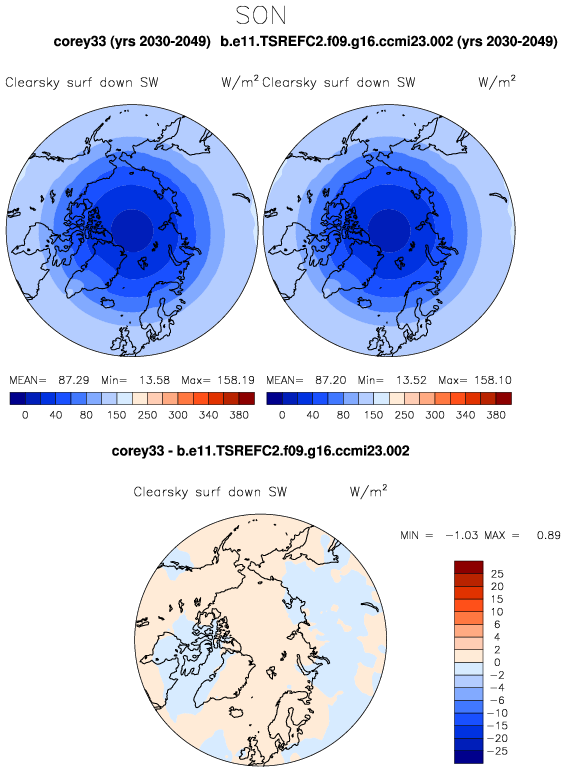 SON
corey33 (yrs 2030-2049) b.e11.TSREFC2.f09.g16.ccmi23.002 (yrs 2030-2049)
Clearsky surf down SW W/m² Clearsky surf down SW W/m²
MEAN= 87.29 Min= 13.58 Max= 158.19 MEAN= 87.20 Min= 13.52 Max= 158.10
0 40 80 150 250 300 340 380 0 40 80 150 250 300 340 380
corey33 - b.e11.TSREFC2.f09.g16.ccmi23.002
Clearsky surf down SW W/m²
MIN = -1.03 MAX = 0.89
25
20
15
10
6
4
2
0
-2
-4
-6
-10
-15
-20
-25